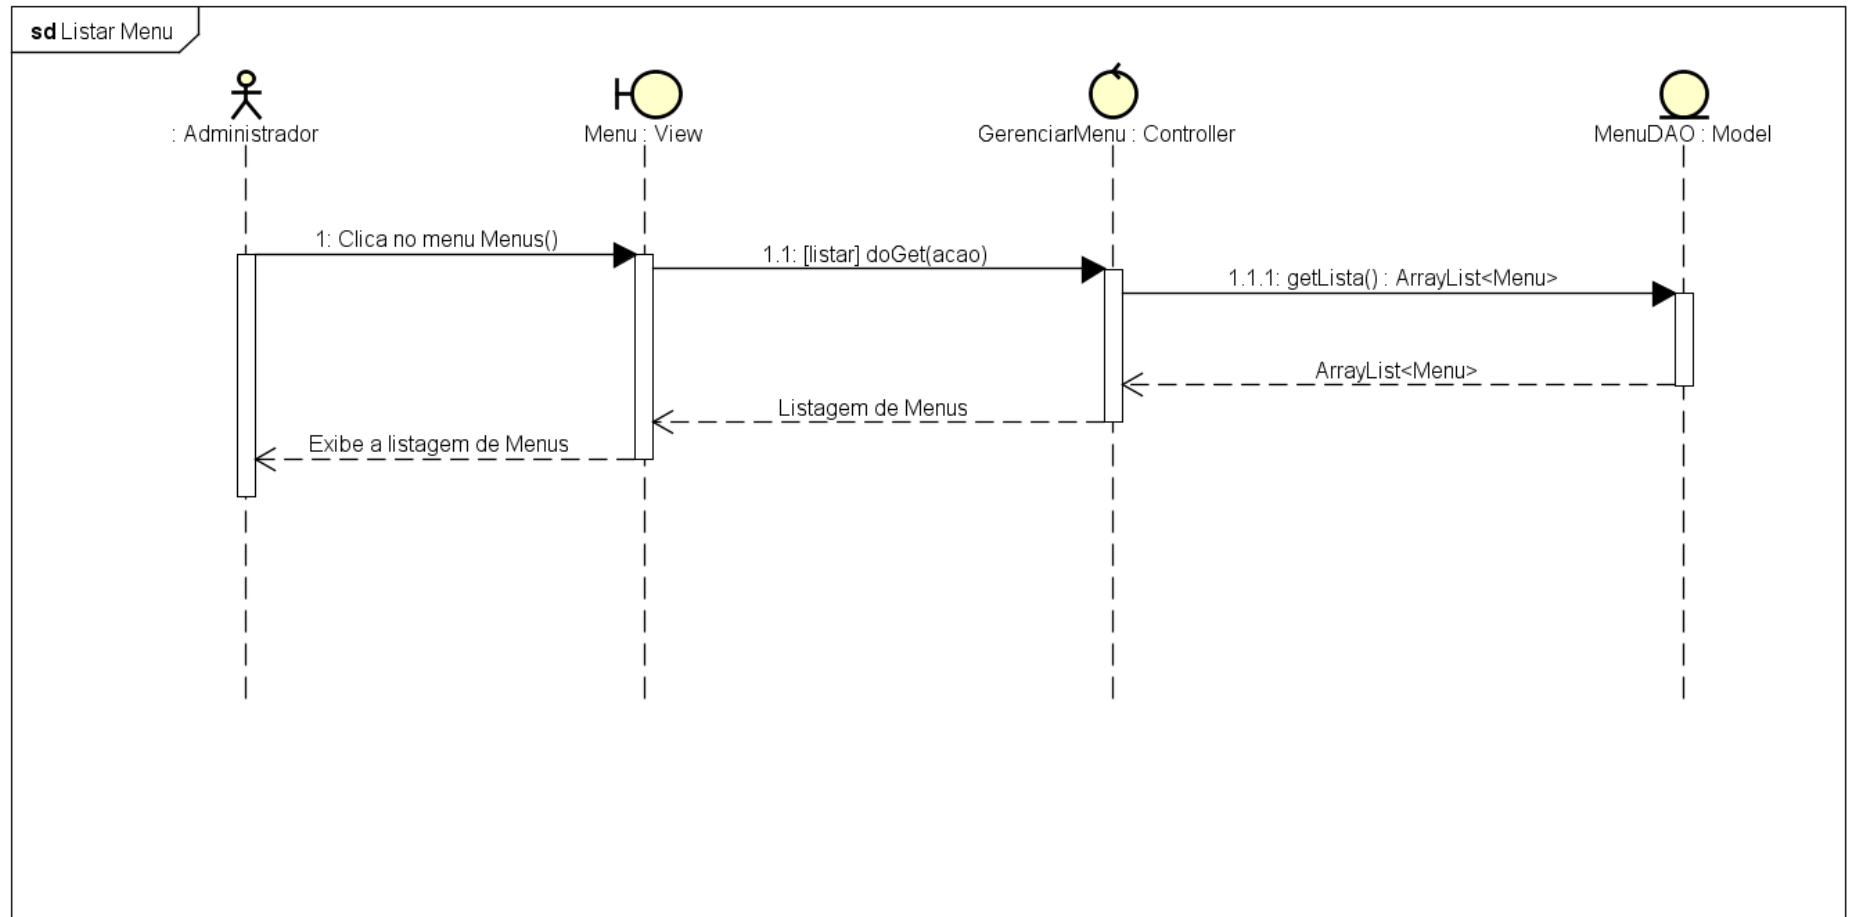 sd Listar Menu
: Administrador
Menu : View
GerenciarMenu : Controller
MenuDAO : Model
1: Clica no menu Menus()
1.1: [listar] doGet(acao)
1.1.1: getLista() : ArrayList<Menu>
ArrayList<Menu>
Listagem de Menus
Exibe a listagem de Menus